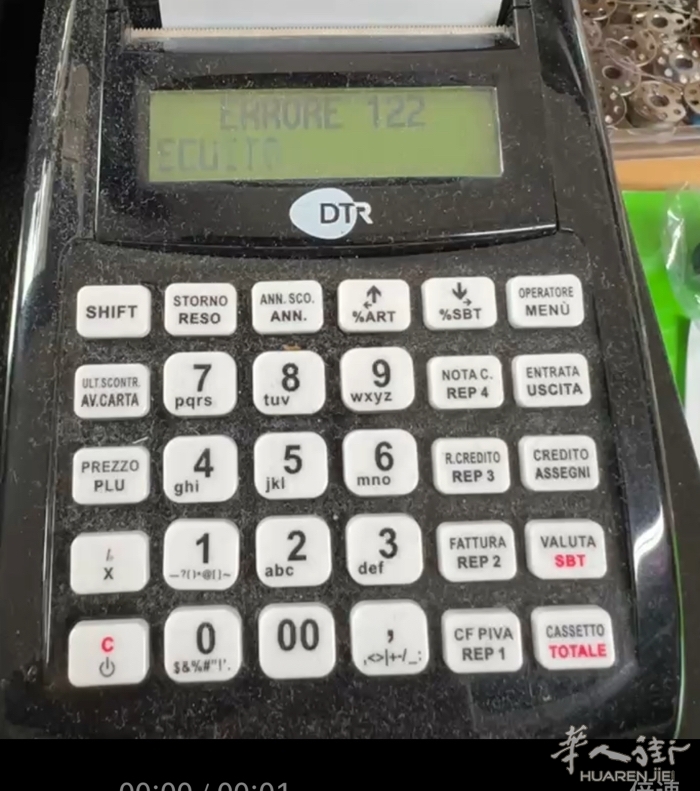 ERRORE 122
DTR
SHIFT
STORNO
RESO
ANN. SCO.
ANN.
%ART
%SBT
OPERATORE
MENÙ
ULT.SCONTR.
AV.CARTA
7
pqrs
8
tuv
9
wxyz
NOTA C.
REP 4
ENTRATA
USCITA
PREZZO
PLU
4
ghi
5
jkl
6
mno
R.CREDITO
REP 3
CREDITO
ASSEGNI
X
1
2
abc
3
def
FATTURA
REP 2
VALUTA
SBT
C
0
00
,
CF PIVA
REP 1
CASSETTO
TOTALE
華人街
HUARENJIE